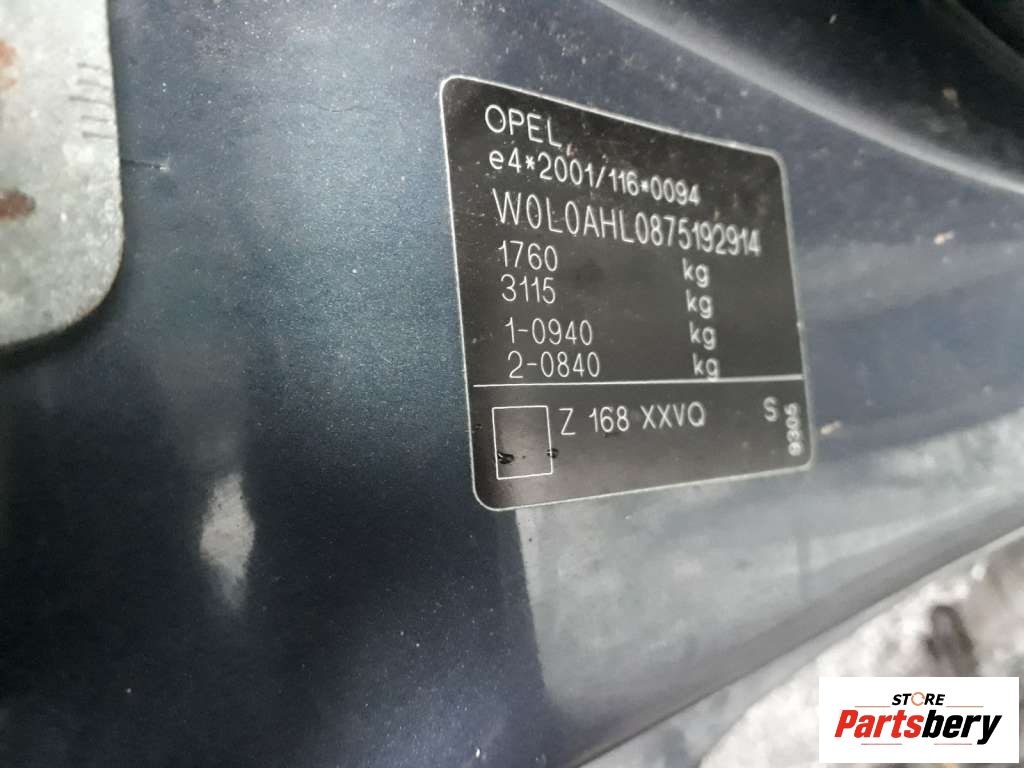 OPEL
e4*2001/116*0094
W0L0AHL0875192914
1760 kg
3115 kg
1-0940 kg
2-0840 kg
Z 168 XXVQ S
9305
STORE
Partsbery